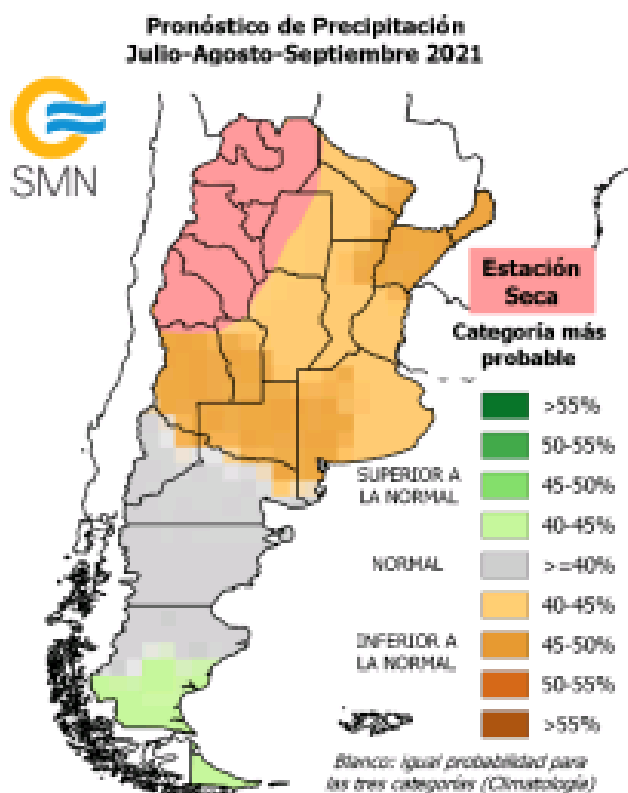 Pronóstico de Precipitación
Julio-Agosto-Septiembre 2021
SMN
Estación
Seca
Categoría más
probable
>55%
50-55%
SUPERIOR A
LA NORMAL
45-50%
40-45%
NORMAL
>=40%
40-45%
INFERIOR A
LA NORMAL
45-50%
50-55%
>55%
Blanco: igual probabilidad para
las tres categorías (Climatología)